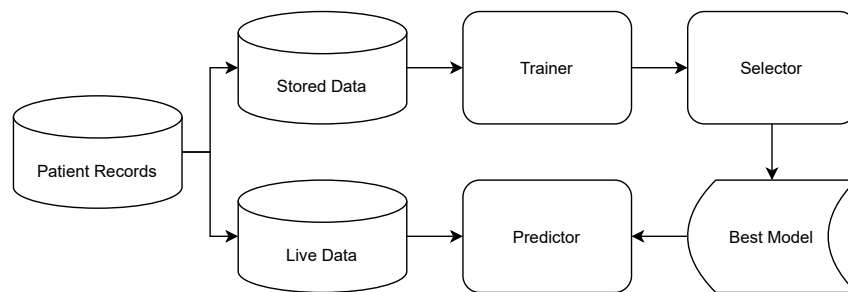 Stored Data
Trainer
Selector
Patient Records
Live Data
Predictor
Best Model